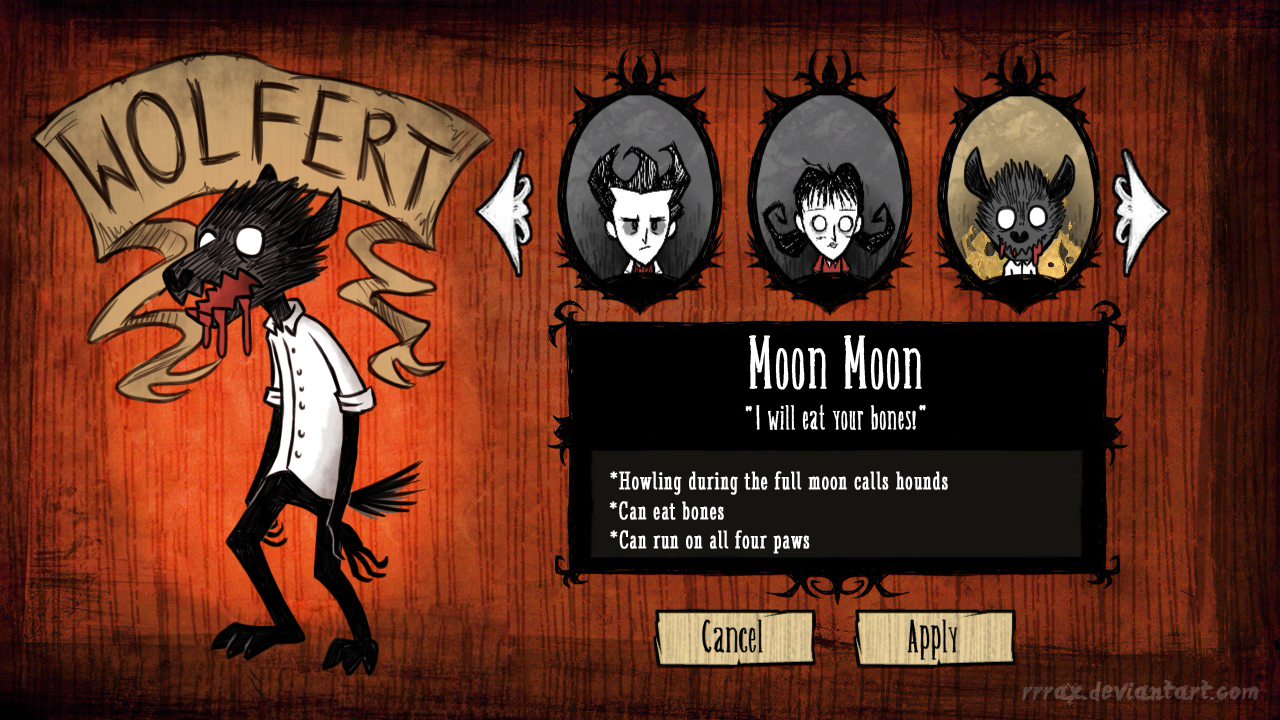 WOLFERT
Moon Moon
"I will eat your bones!"
*Howling during the full moon calls hounds
*Can eat bones
*Can run on all four paws
Cancel
Apply
rrrax.deviantart.com